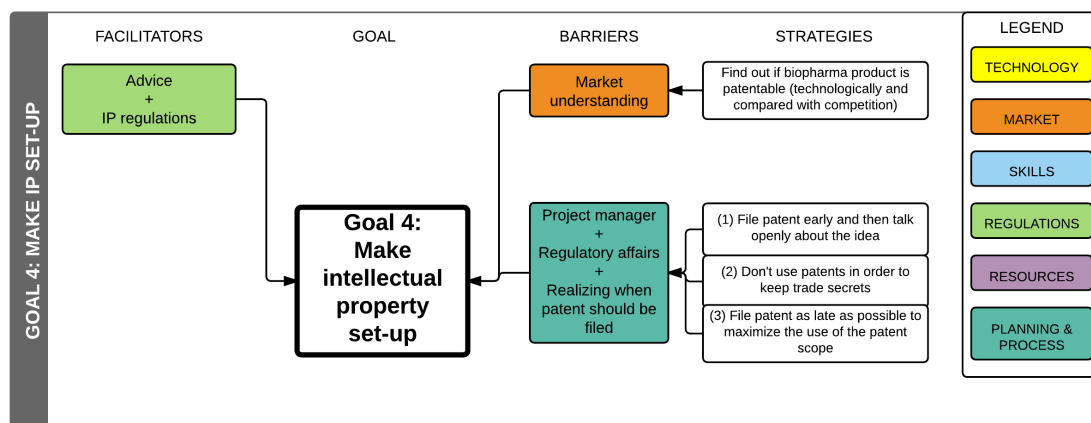 GOAL 4: MAKE IP SET-UP
FACILITATORS
GOAL
BARRIERS
STRATEGIES
LEGEND
Advice
+
IP regulations
Goal 4:
Make
intellectual
property
set-up
Market
understanding
Project manager
+
Regulatory affairs
+
Realizing when
patent should be
filed
Find out if biopharma product is
patentable (technologically and
compared with competition)
(1) File patent early and then talk
openly about the idea
(2) Don't use patents in order to
keep trade secrets
(3) File patent as late as possible to
maximize the use of the patent
scope
TECHNOLOGY
MARKET
SKILLS
REGULATIONS
RESOURCES
PLANNING &
PROCESS